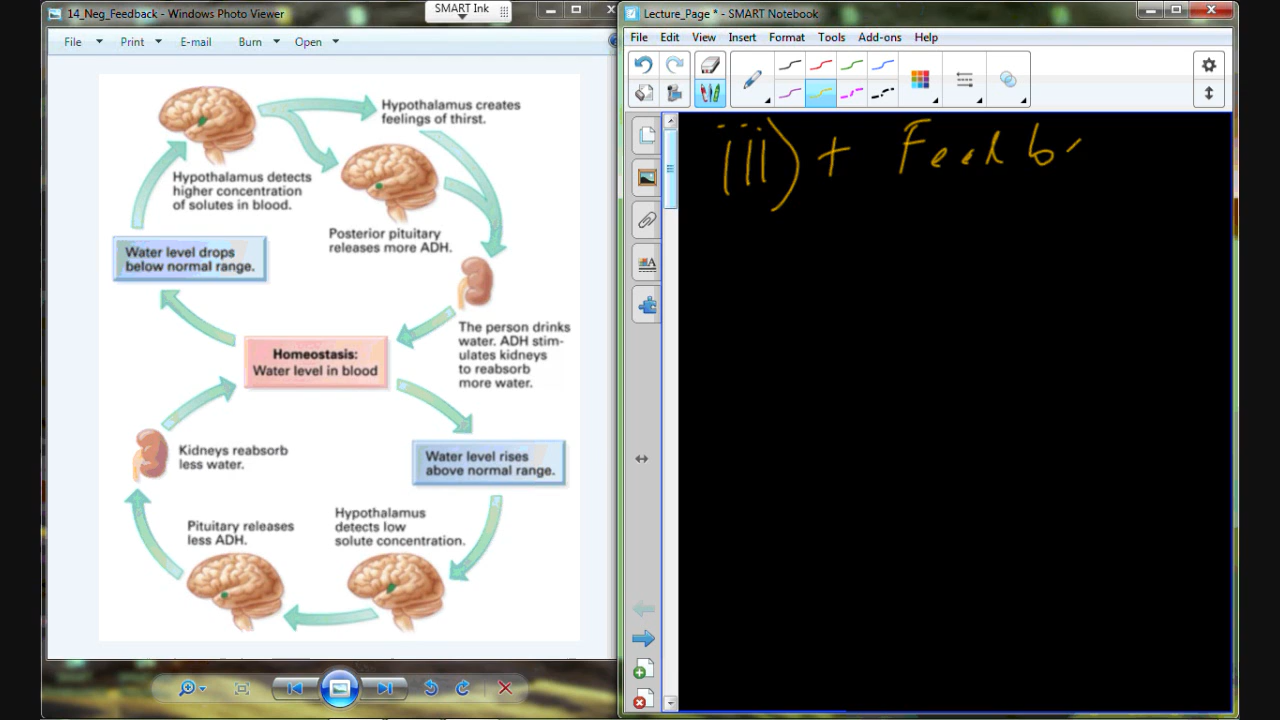 14_Neg_Feedback - Windows Photo Viewer
SMART Ink
File Print E-mail Burn Open
Hypothalamus creates
feelings of thirst.
Hypothalamus detects
higher concentration
of solutes in blood.
Posterior pituitary
releases more ADH.
Water level drops
below normal range.
The person drinks
water. ADH stim-
ulates kidneys
to reabsorb
more water.
Homeostasis:
Water level in blood
Kidneys reabsorb
less water.
Water level rises
above normal range.
Hypothalamus
detects low
solute concentration.
Pituitary releases
less ADH.
Lecture_Page * - SMART Notebook
File Edit View Insert Format Tools Add-ons Help
iii) + Feed b